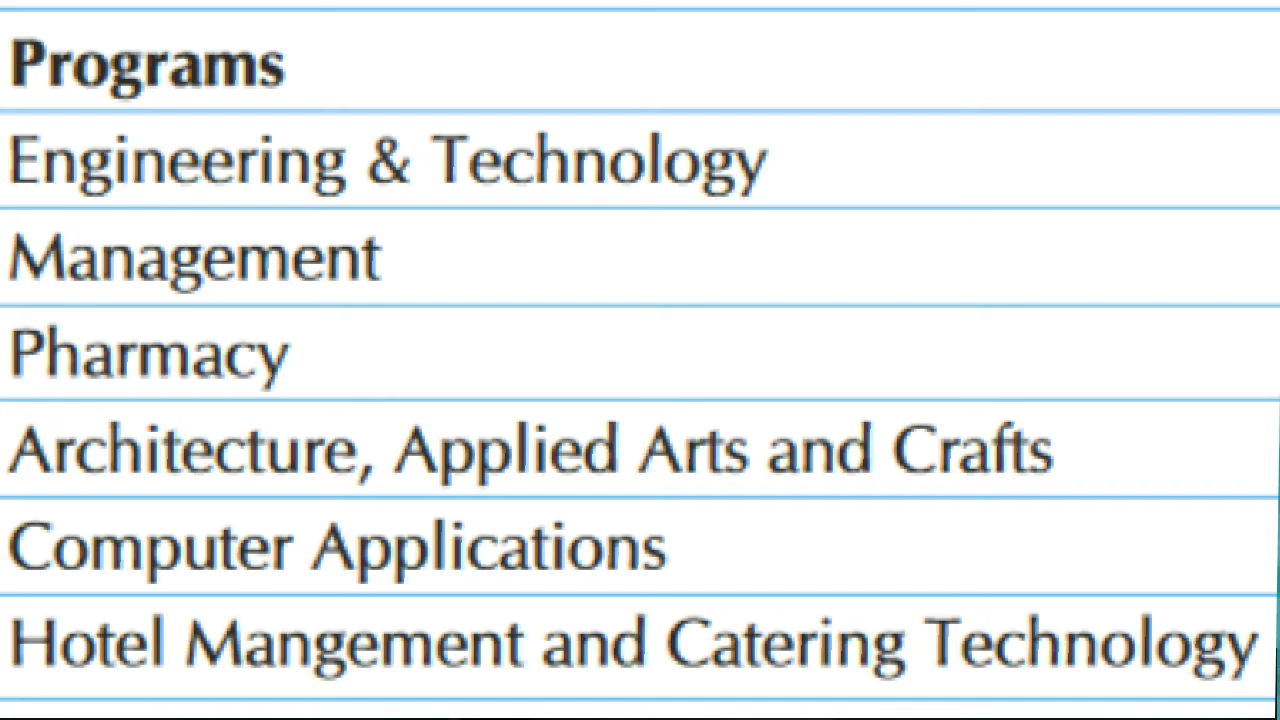 Programs
Engineering & Technology
Management
Pharmacy
Architecture, Applied Arts and Crafts
Computer Applications
Hotel Mangement and Catering Technology